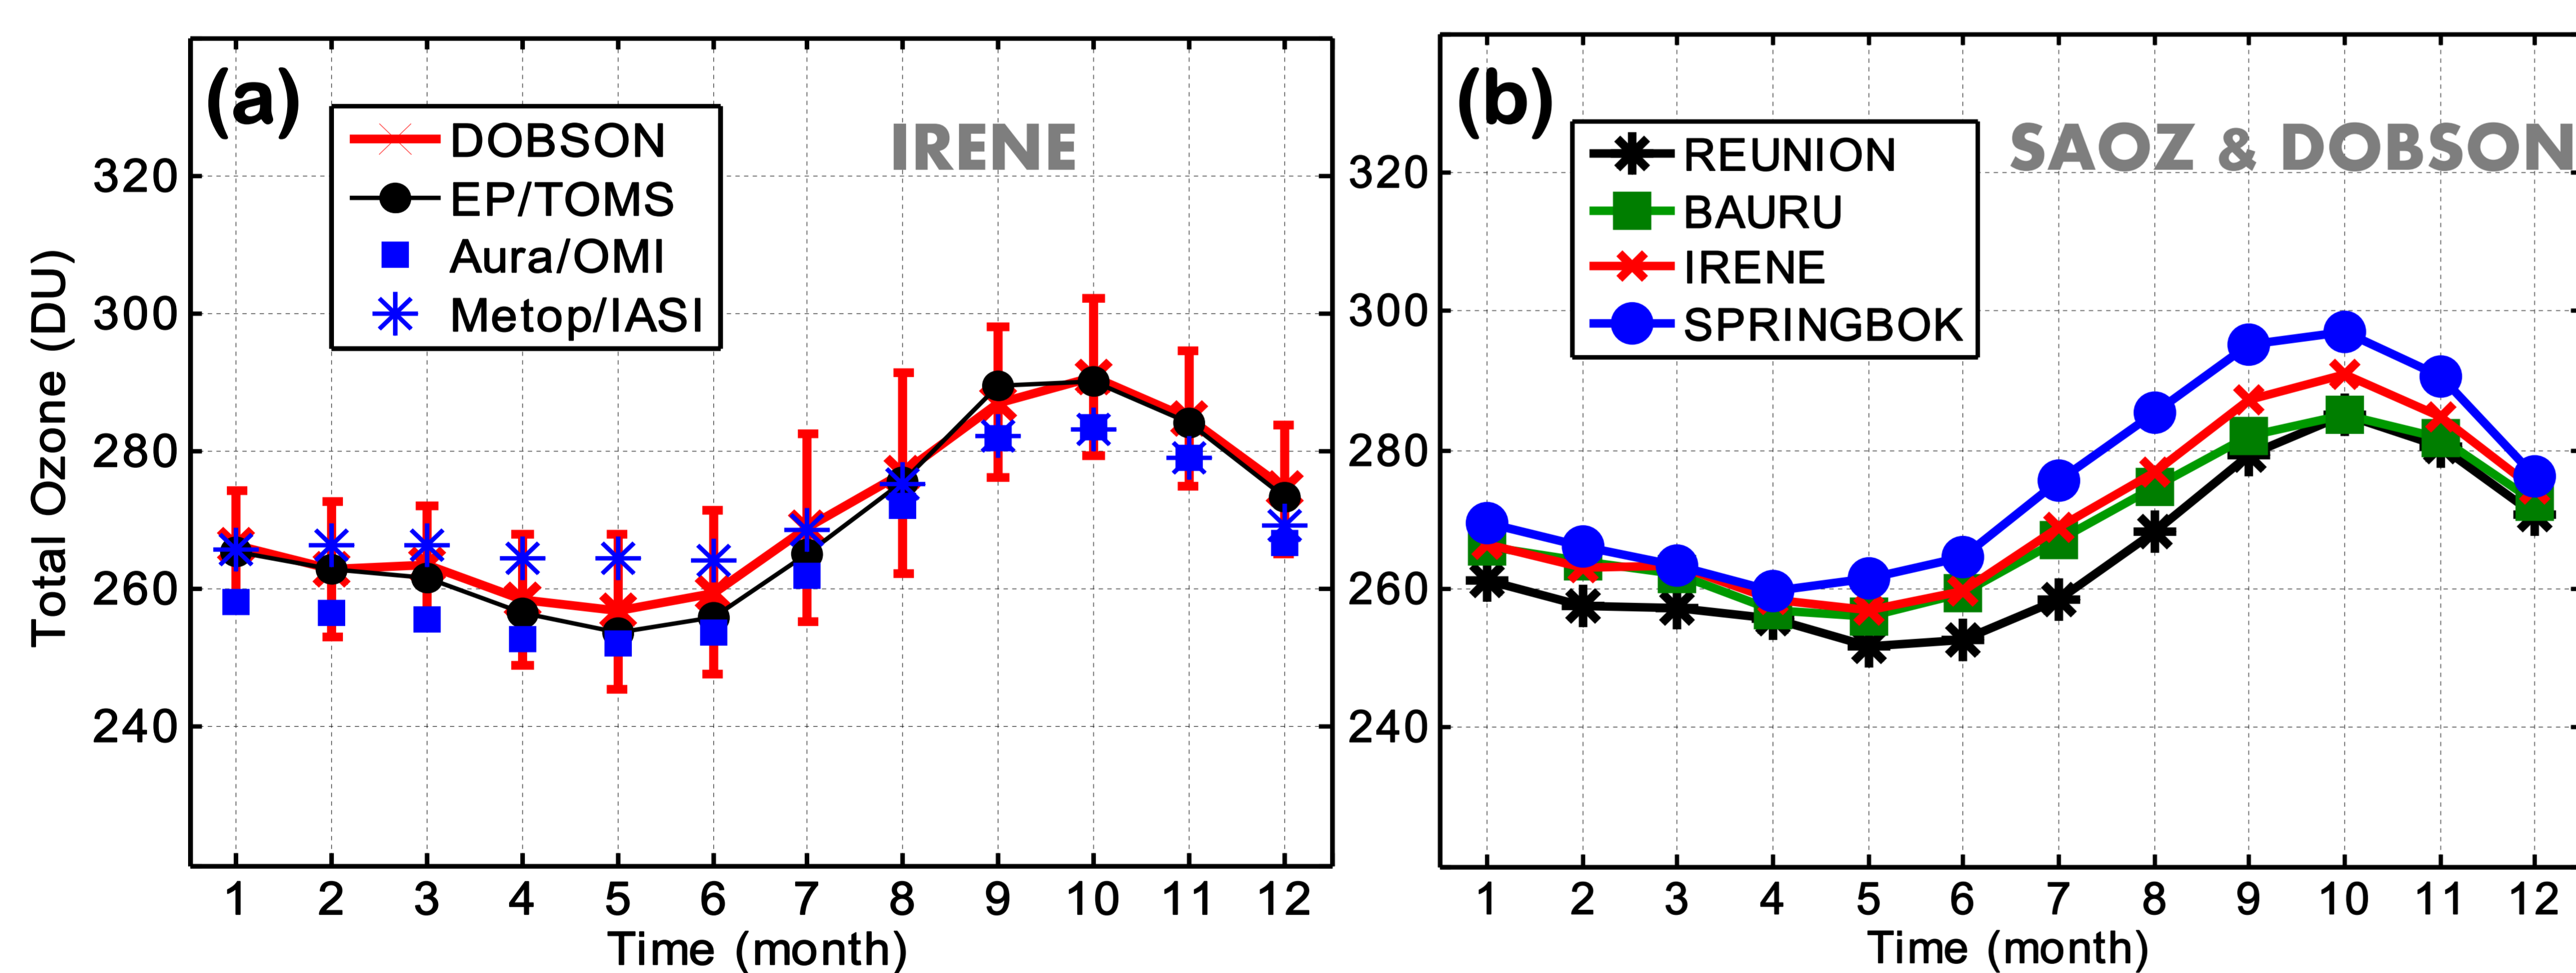 (a)
DOBSON
EP/TOMS
Aura/OMI
Metop/IASI
IRENE
Total Ozone (DU)
320
300
280
260
240
1 2 3 4 5 6 7 8 9 10 11 12
Time (month)
(b)
REUNION
BAURU
IRENE
SPRINGBOK
SAOZ & DOBSON
320
300
280
260
240
1 2 3 4 5 6 7 8 9 10 11 12
Time (month)